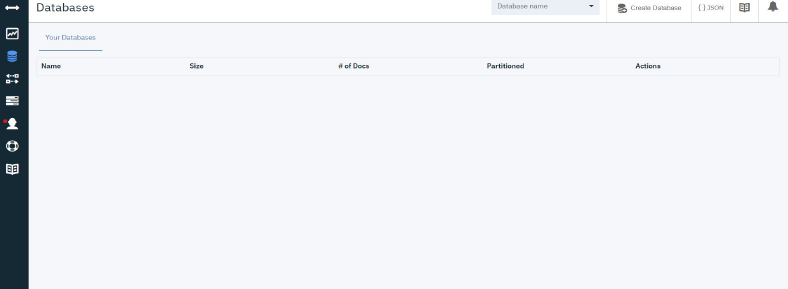 Databases
Database name
Create Database
{ } JSON
Your Databases
Name Size # of Docs Partitioned Actions